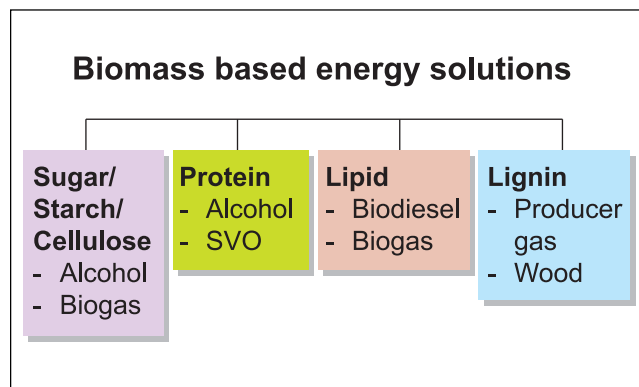 Biomass based energy solutions
Sugar/
Starch/
Cellulose
- Alcohol
- Biogas
Protein
- Alcohol
- SVO
Lipid
- Biodiesel
- Biogas
Lignin
- Producer
gas
- Wood